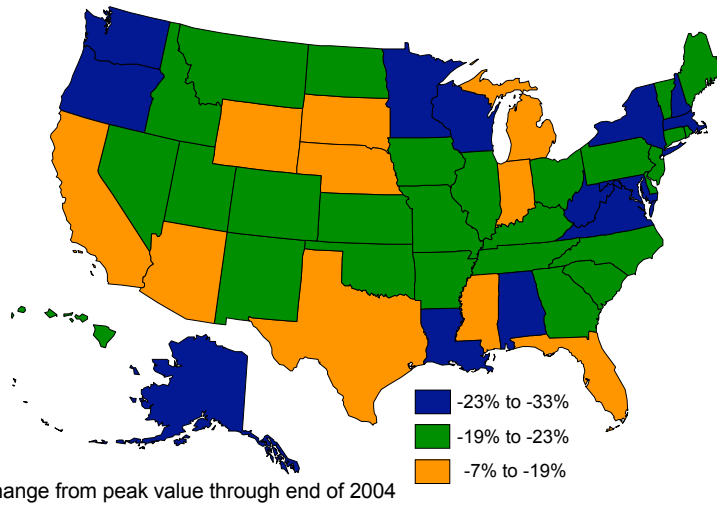 -23% to -33%
-19% to -23%
-7% to -19%
hange from peak value through end of 2004